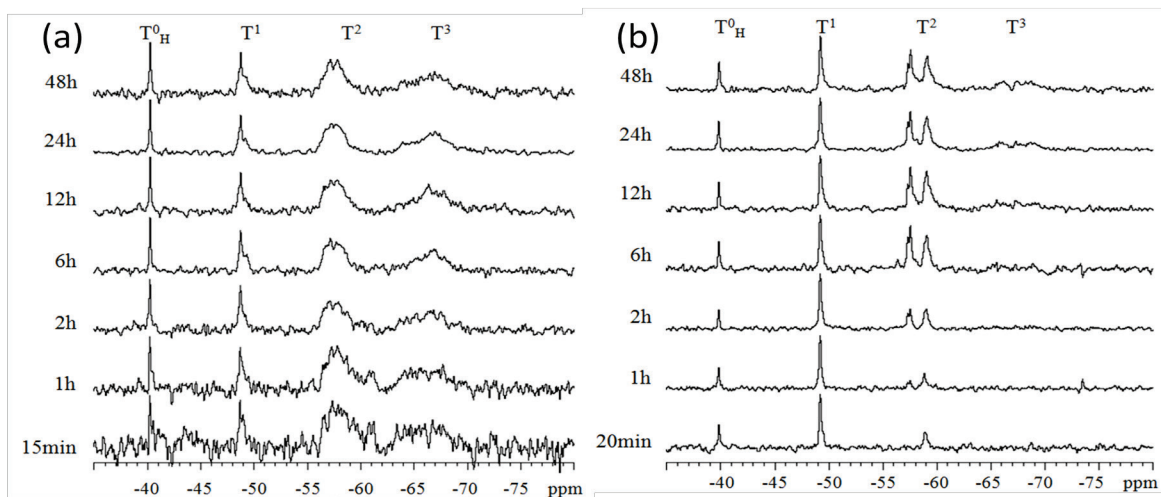 (a)
T⁰H T¹ T² T³
48h
24h
12h
6h
2h
1h
15min
-40 -45 -50 -55 -60 -65 -70 -75 ppm
(b)
T⁰H T¹ T² T³
48h
24h
12h
6h
2h
1h
20min
-40 -45 -50 -55 -60 -65 -70 -75 ppm